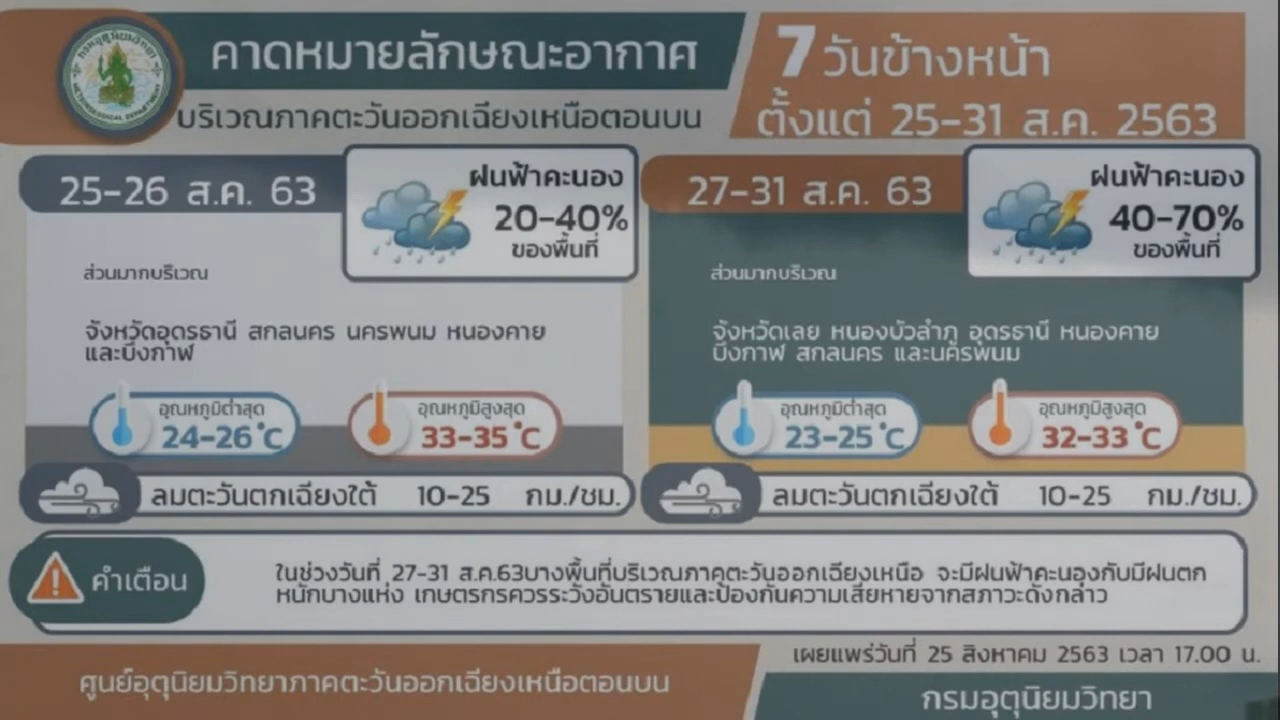 กรมอุตุนิยมวิทยา
METEOROLOGICAL DEPARTMENT
คาดหมายลักษณะอากาศ
บริเวณภาคตะวันออกเฉียงเหนือตอนบน
7 วันข้างหน้า
ตั้งแต่ 25-31 ส.ค. 2563
25-26 ส.ค. 63
ฝนฟ้าคะนอง
20-40%
ของพื้นที่
ส่วนมากบริเวณ
จังหวัดอุดรธานี สกลนคร นครพนม หนองคาย
และบึงกาฬ
อุณหภูมิต่ำสุด
24-26 °C
อุณหภูมิสูงสุด
33-35 °C
ลมตะวันตกเฉียงใต้ 10-25 กม./ชม.
27-31 ส.ค. 63
ฝนฟ้าคะนอง
40-70%
ของพื้นที่
ส่วนมากบริเวณ
จังหวัดเลย หนองบัวลำภู อุดรธานี หนองคาย
บึงกาฬ สกลนคร และนครพนม
อุณหภูมิต่ำสุด
23-25 °C
อุณหภูมิสูงสุด
32-33 °C
ลมตะวันตกเฉียงใต้ 10-25 กม./ชม.
คำเตือน
ในช่วงวันที่ 27-31 ส.ค.63บางพื้นที่บริเวณภาคตะวันออกเฉียงเหนือ จะมีฝนฟ้าคะนองกับมีฝนตก
หนักบางแห่ง เกษตรกรควรระวังอันตรายและป้องกันความเสียหายจากสภาวะดังกล่าว
เผยแพร่วันที่ 25 สิงหาคม 2563 เวลา 17.00 น.
ศูนย์อุตุนิยมวิทยาภาคตะวันออกเฉียงเหนือตอนบน
กรมอุตุนิยมวิทยา